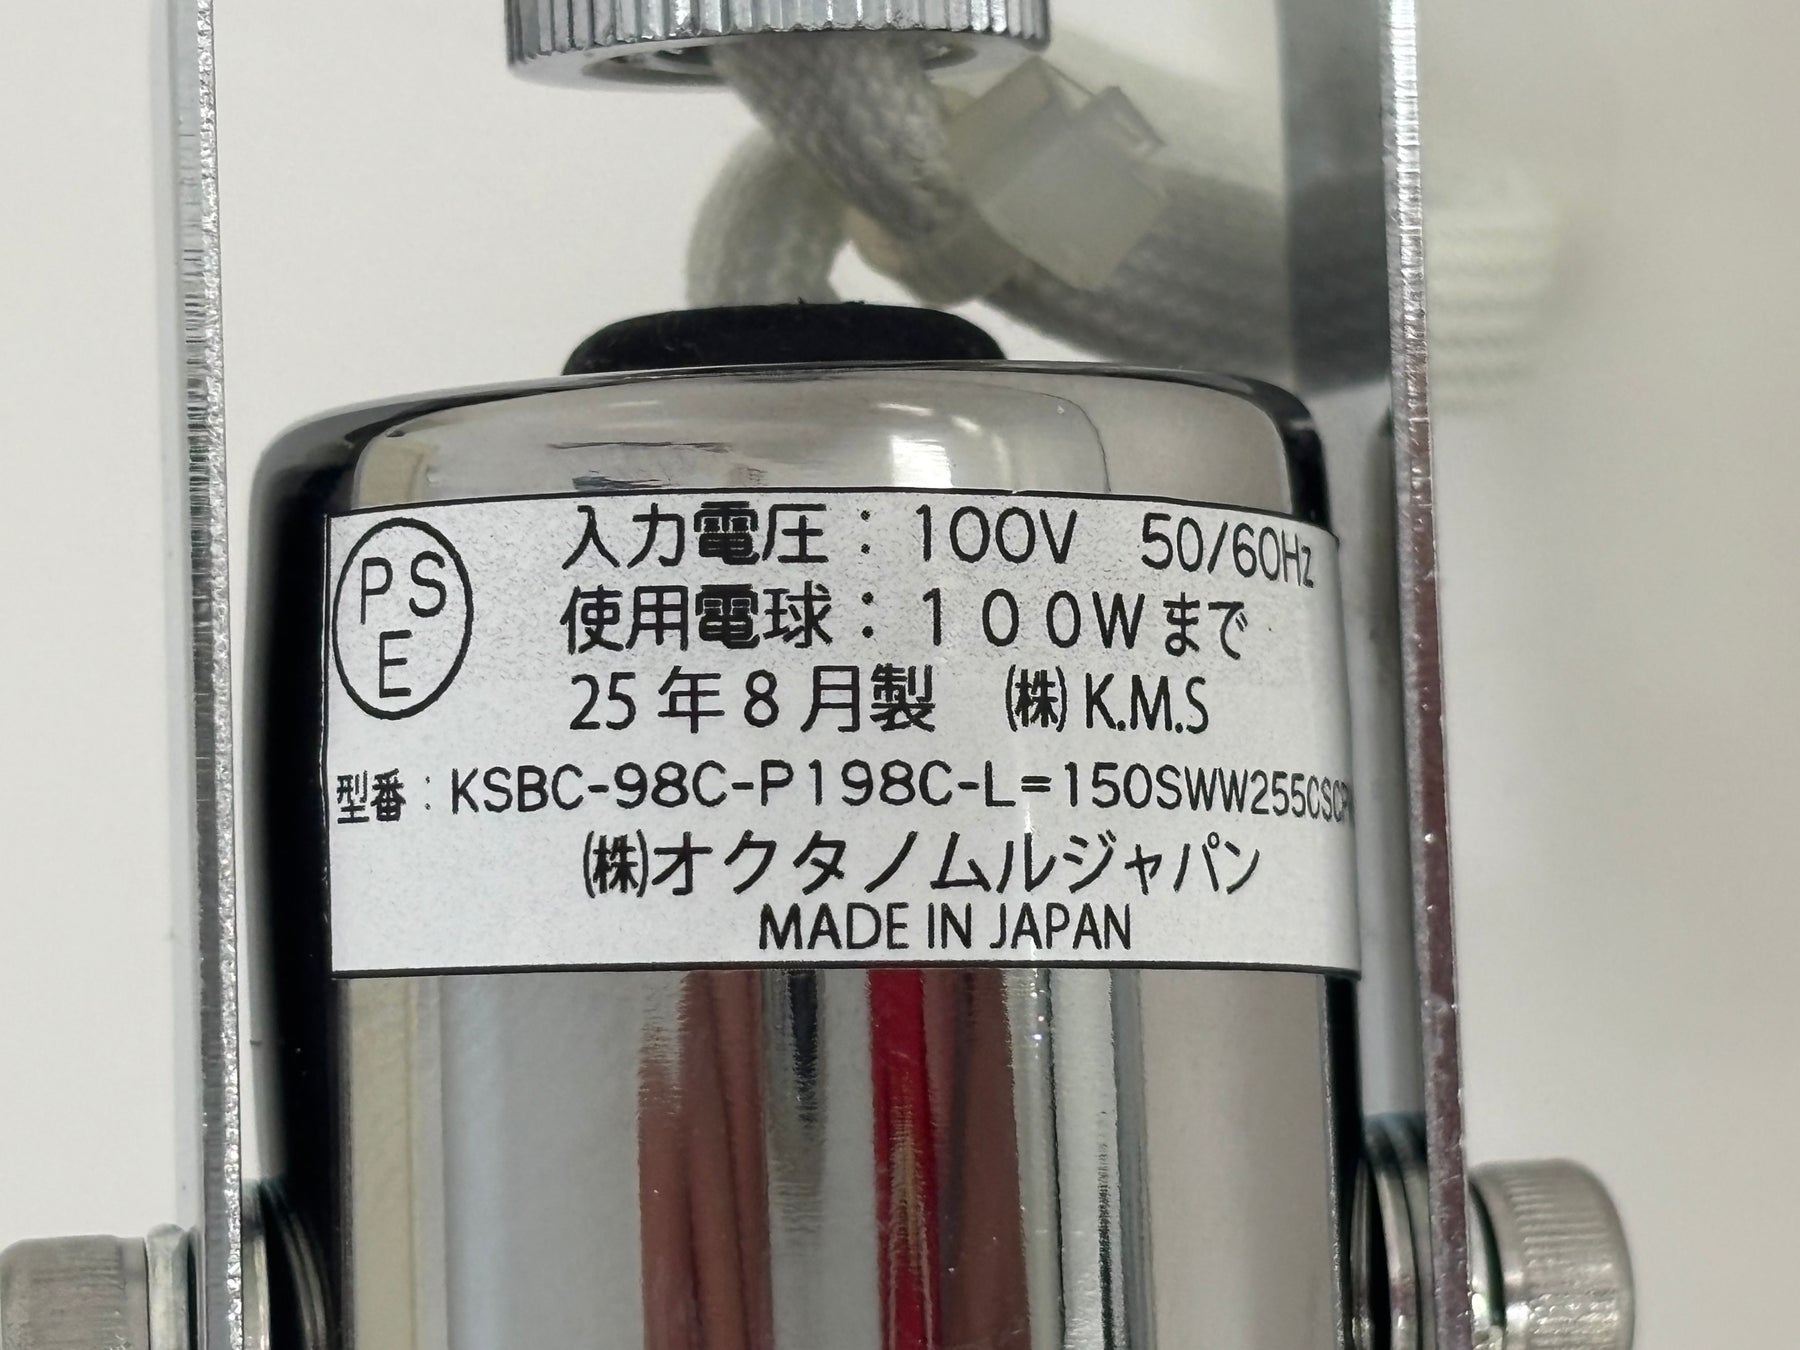 PS
E
入力電圧：100V 50/60Hz
使用電球：１００Wまで
25年8月製 ㈱K.M.S
型番：KSBC-98C-P198C-L=150SWW255CSCP
㈱オクタノムルジャパン
MADE IN JAPAN